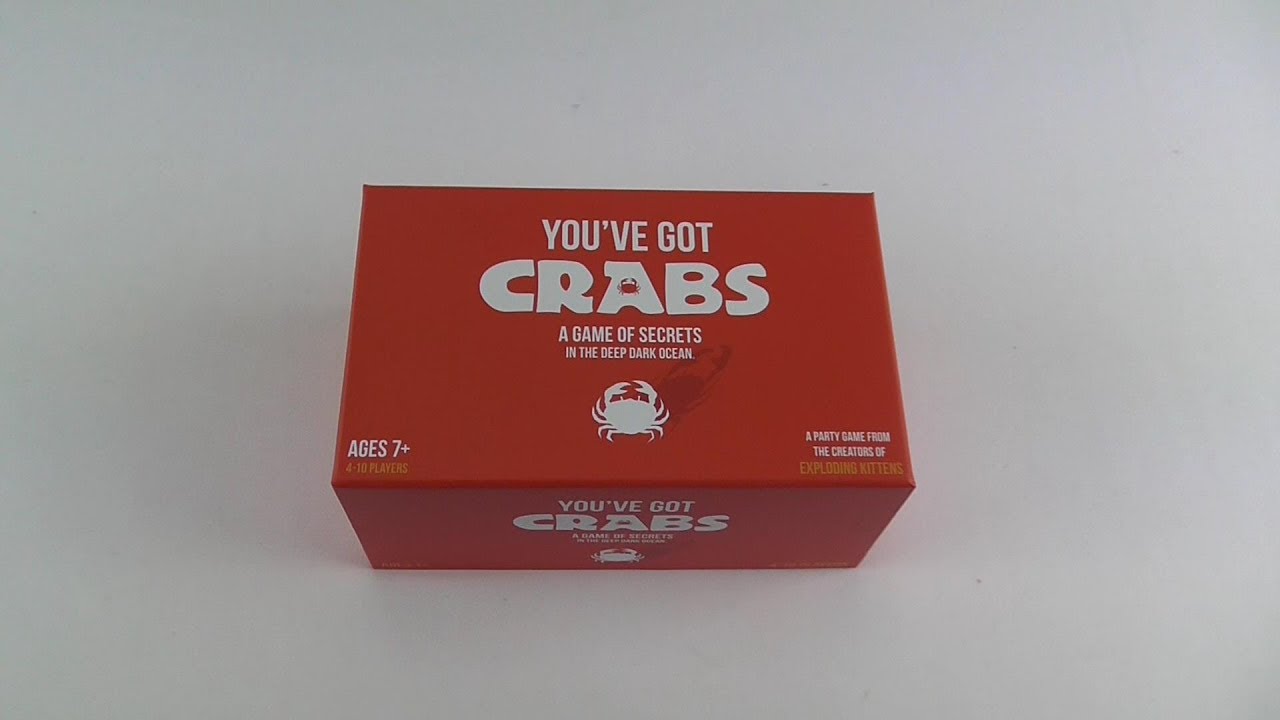 YOU'VE GOT
CRABS
A GAME OF SECRETS
IN THE DEEP DARK OCEAN.
AGES 7+
4-10 PLAYERS
A PARTY GAME FROM
THE CREATORS OF
EXPLODING KITTENS
YOU'VE GOT
CRABS
A GAME OF SECRETS
IN THE DEEP DARK OCEAN.